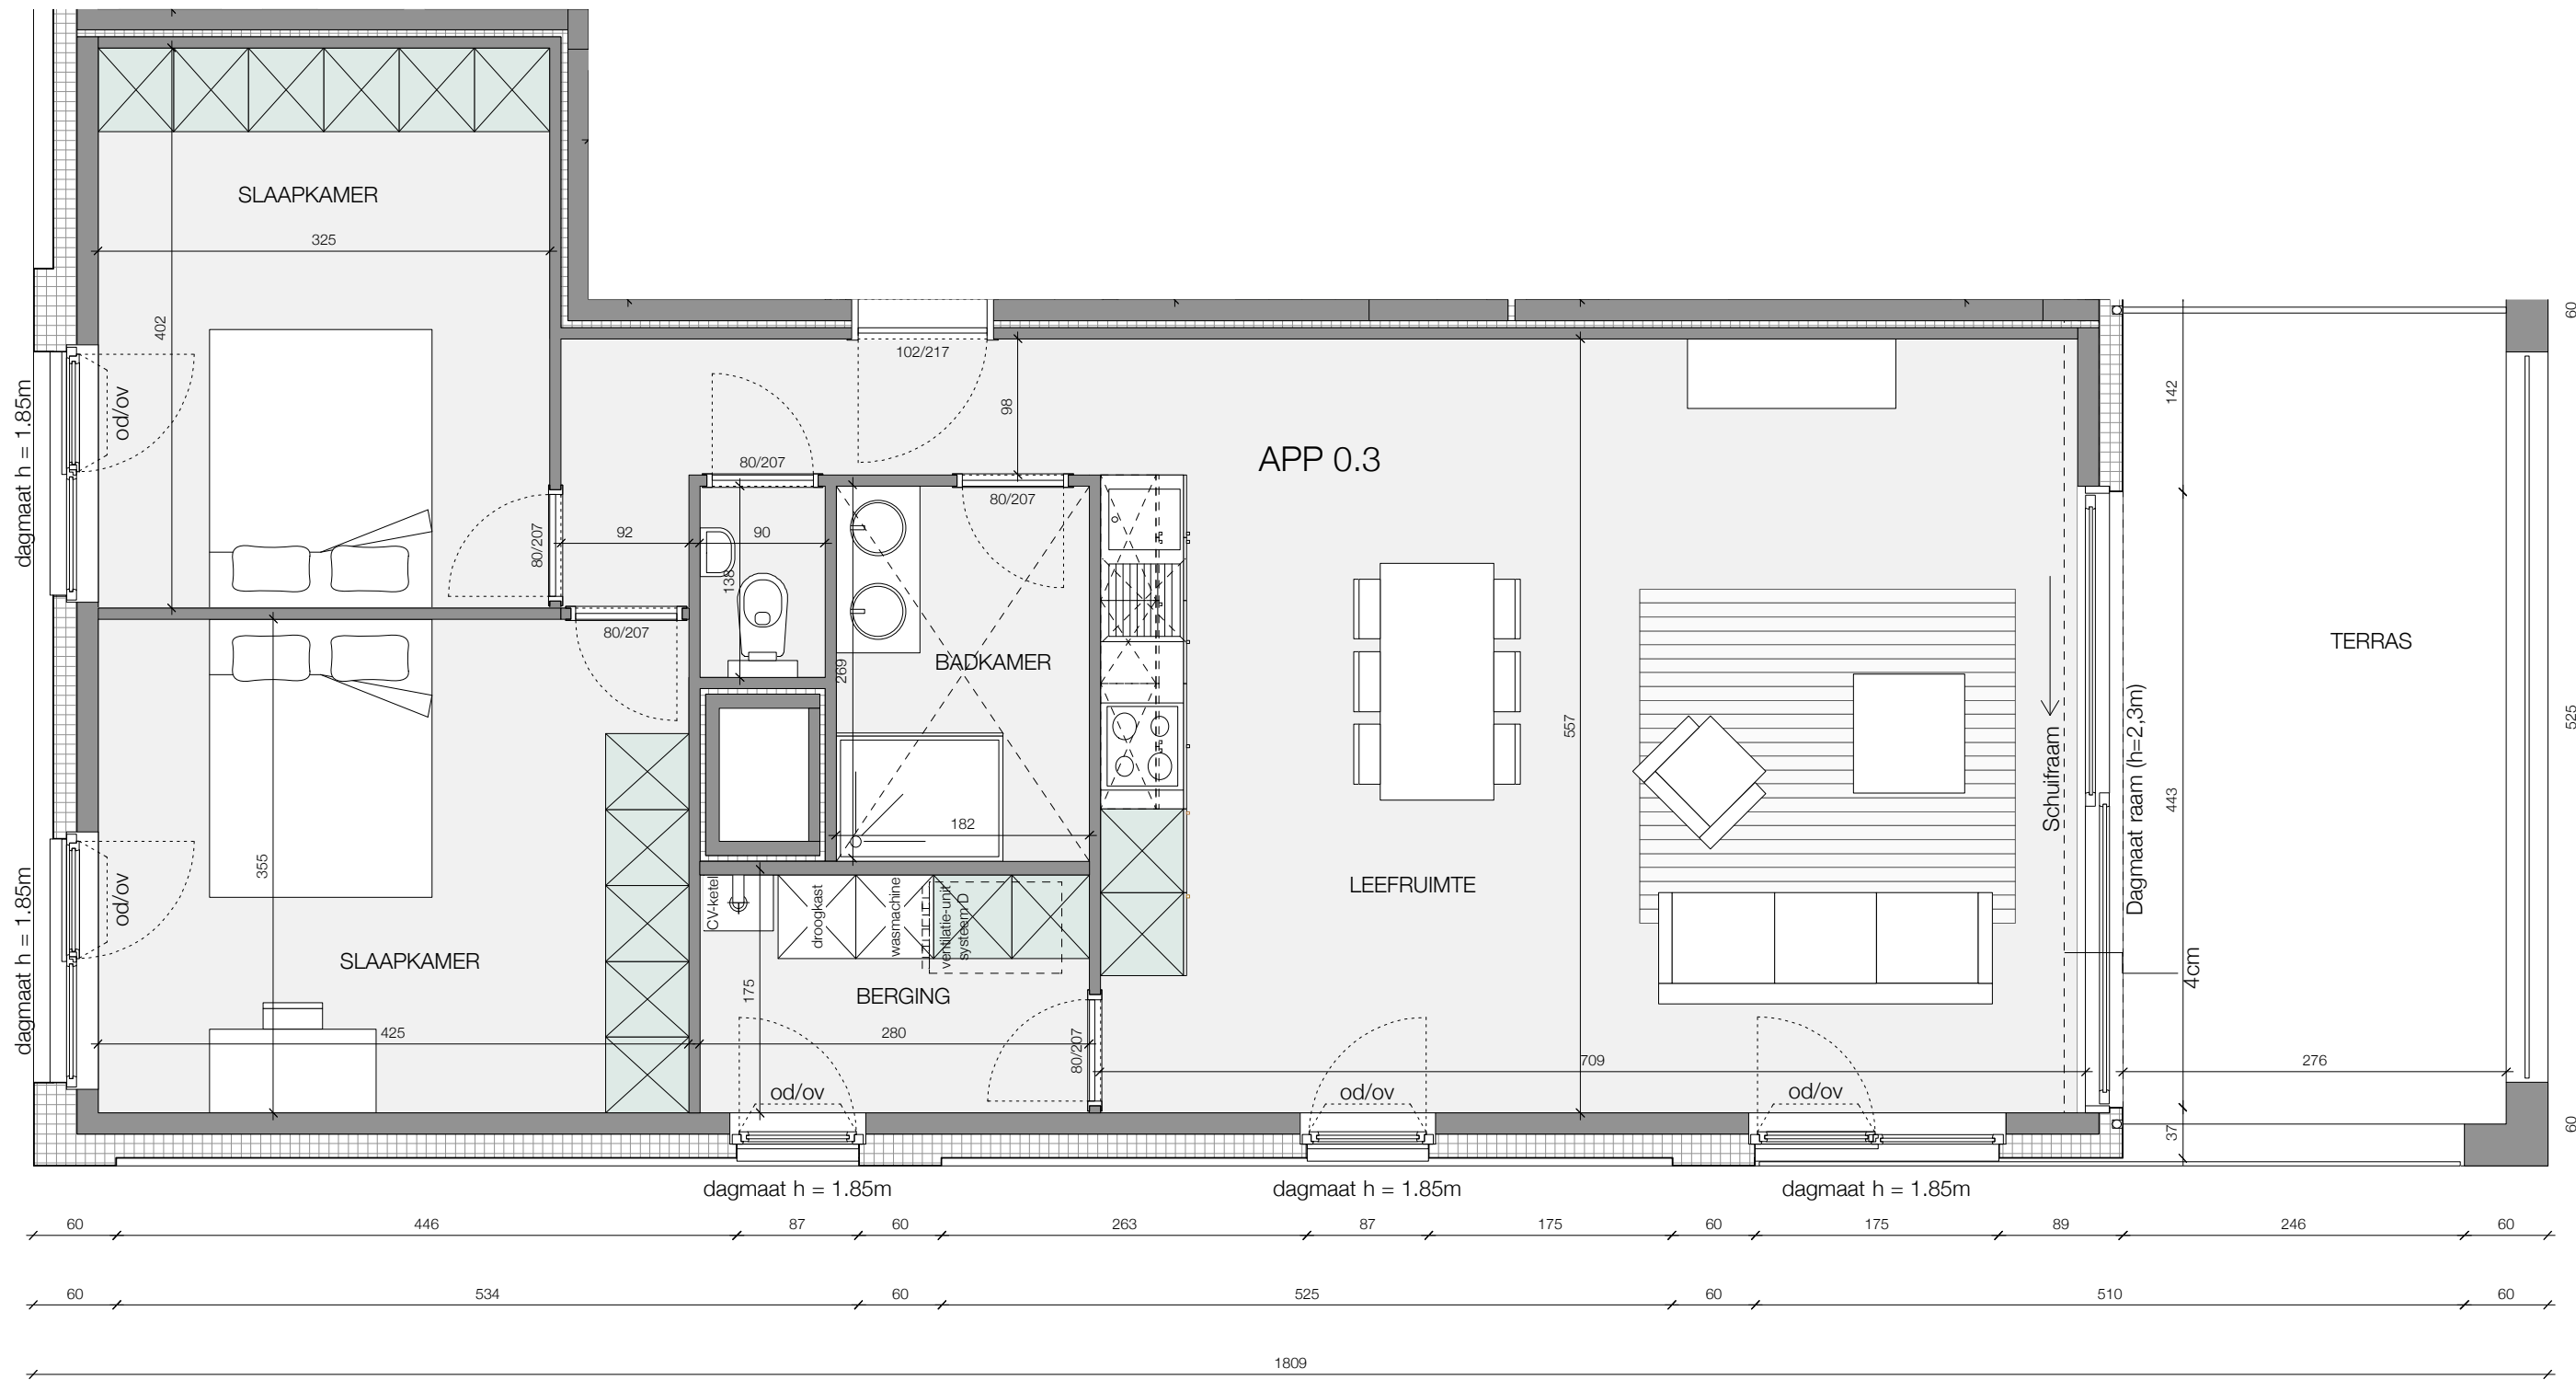 SLAAPKAMER
325
402
od/ov
dagmaat h = 1.85m
80/207
92
102/217
98
80/207
80/207
90
138
80/207
APP 0.3
BADKAMER
269
182
SLAAPKAMER
355
425
od/ov
dagmaat h = 1.85m
CV-ketel
droogkast
wasmachine
ventilatie-unit
systeem D
BERGING
175
280
80/207
od/ov
LEEFRUIMTE
557
709
od/ov
od/ov
Schuifraam
Dagmaat raam (h=2,3m)
4cm
142
443
37
TERRAS
276
60
525
60
dagmaat h = 1.85m
dagmaat h = 1.85m
dagmaat h = 1.85m
60 446 87 60 263 87 175 60 175 89 246 60
60 534 60 525 60 510 60
1809